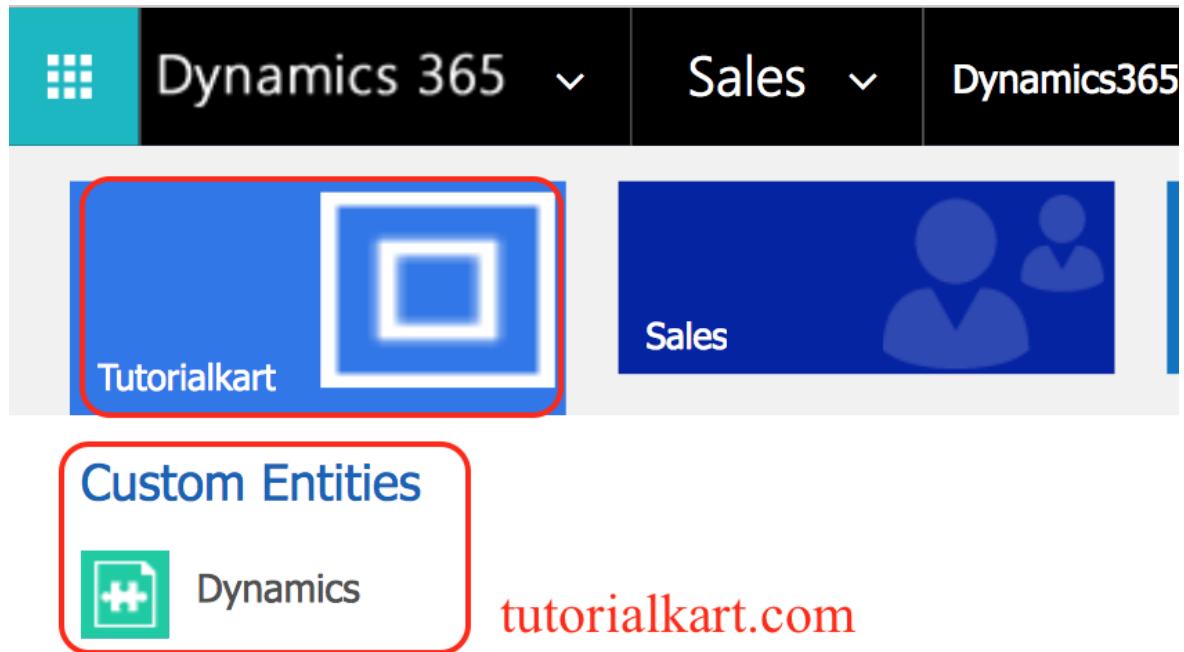 Dynamics 365 Sales Dynamics365
Tutorialkart
Sales
Custom Entities
Dynamics
tutorialkart.com